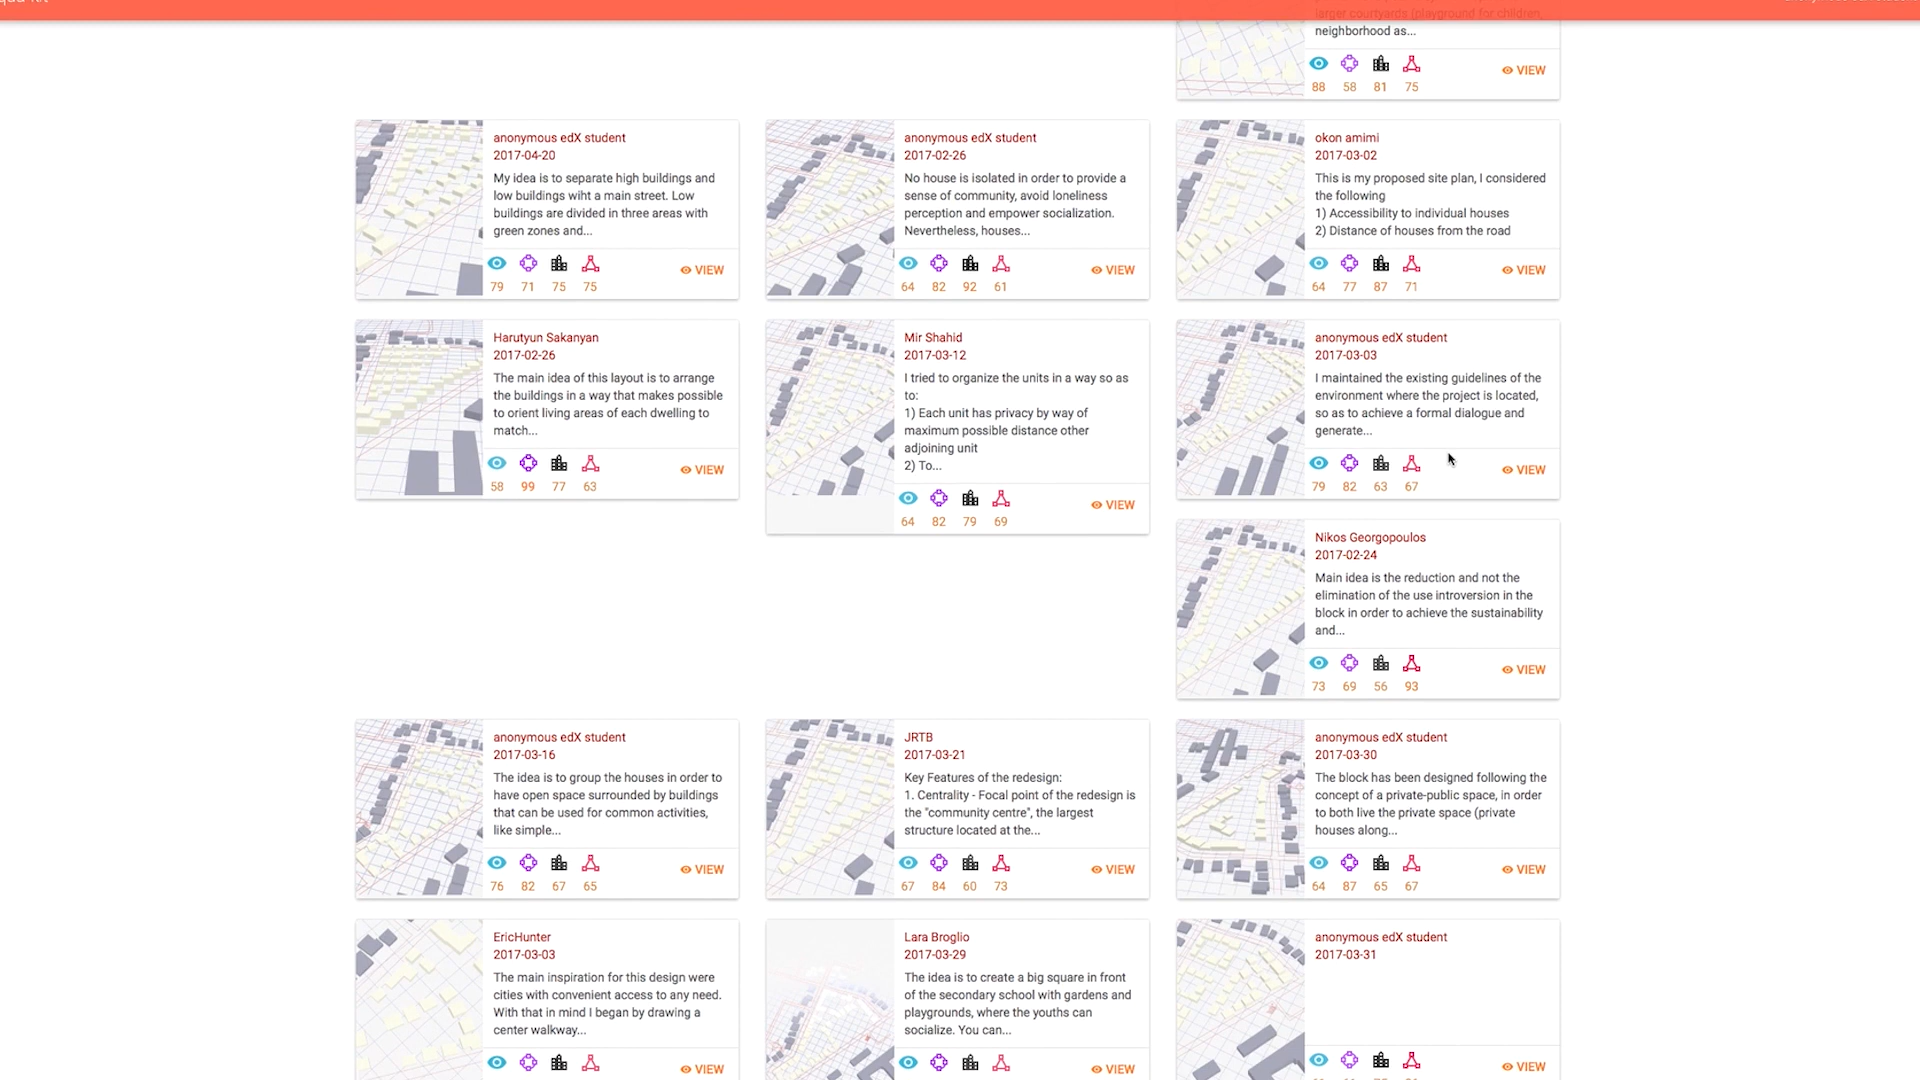 larger courtyards (playground for children,
neighborhood as...
88 58 81 75
VIEW
anonymous edX student
2017-04-20
My idea is to separate high buildings and
low buildings wiht a main street. Low
buildings are divided in three areas with
green zones and...
79 71 75 75
VIEW
anonymous edX student
2017-02-26
No house is isolated in order to provide a
sense of community, avoid loneliness
perception and empower socialization.
Nevertheless, houses...
64 82 92 61
VIEW
okon amimi
2017-03-02
This is my proposed site plan, I considered
the following
1) Accessibility to individual houses
2) Distance of houses from the road
64 77 87 71
VIEW
Harutyun Sakanyan
2017-02-26
The main idea of this layout is to arrange
the buildings in a way that makes possible
to orient living areas of each dwelling to
match...
58 99 77 63
VIEW
Mir Shahid
2017-03-12
I tried to organize the units in a way so as
to:
1) Each unit has privacy by way of
maximum possible distance other
adjoining unit
2) To...
64 82 79 69
VIEW
anonymous edX student
2017-03-03
I maintained the existing guidelines of the
environment where the project is located,
so as to achieve a formal dialogue and
generate...
79 82 63 67
VIEW
Nikos Georgopoulos
2017-02-24
Main idea is the reduction and not the
elimination of the use introversion in the
block in order to achieve the sustainability
and...
73 69 56 93
VIEW
anonymous edX student
2017-03-16
The idea is to group the houses in order to
have open space surrounded by buildings
that can be used for common activities,
like simple...
76 82 67 65
VIEW
JRTB
2017-03-21
Key Features of the redesign:
1. Centrality - Focal point of the redesign is
the "community centre", the largest
structure located at the...
67 84 60 73
VIEW
anonymous edX student
2017-03-30
The block has been designed following the
concept of a private-public space, in order
to both live the private space (private
houses along...
64 87 65 67
VIEW
EricHunter
2017-03-03
The main inspiration for this design were
cities with convenient access to any need.
With that in mind I began by drawing a
center walkway...
VIEW
Lara Broglio
2017-03-29
The idea is to create a big square in front
of the secondary school with gardens and
playgrounds, where the youths can
socialize. You can...
VIEW
anonymous edX student
2017-03-31
VIEW